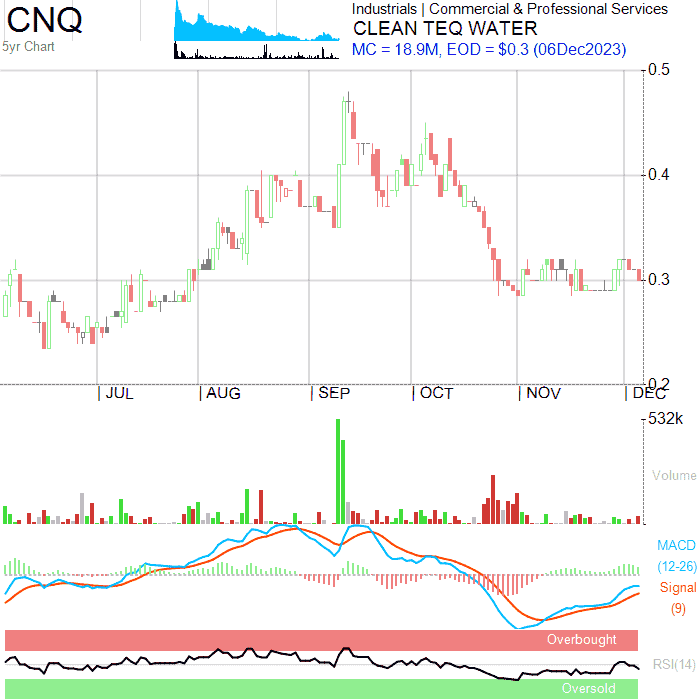 CNQ
5yr Chart
Industrials | Commercial & Professional Services
CLEAN TEQ WATER
MC = 18.9M, EOD = $0.3 (06Dec2023)
0.5
0.4
0.3
0.2
| JUL | AUG | SEP | OCT | NOV | DEC
532k
Volume
MACD
(12-26)
Signal
(9)
Overbought
RSI(14)
Oversold